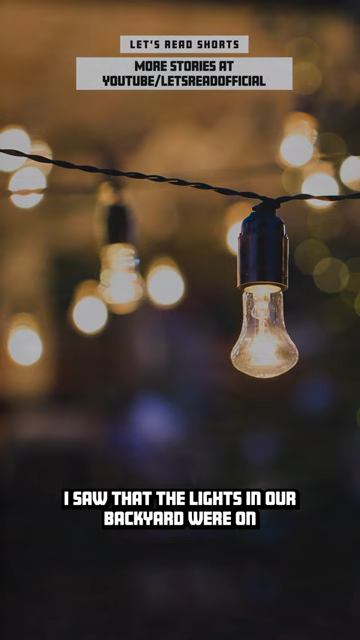 LET'S READ SHORTS
MORE STORIES AT
YOUTUBE/LETSREADOFFICIAL
I SAW THAT THE LIGHTS IN OUR
BACKYARD WERE ON